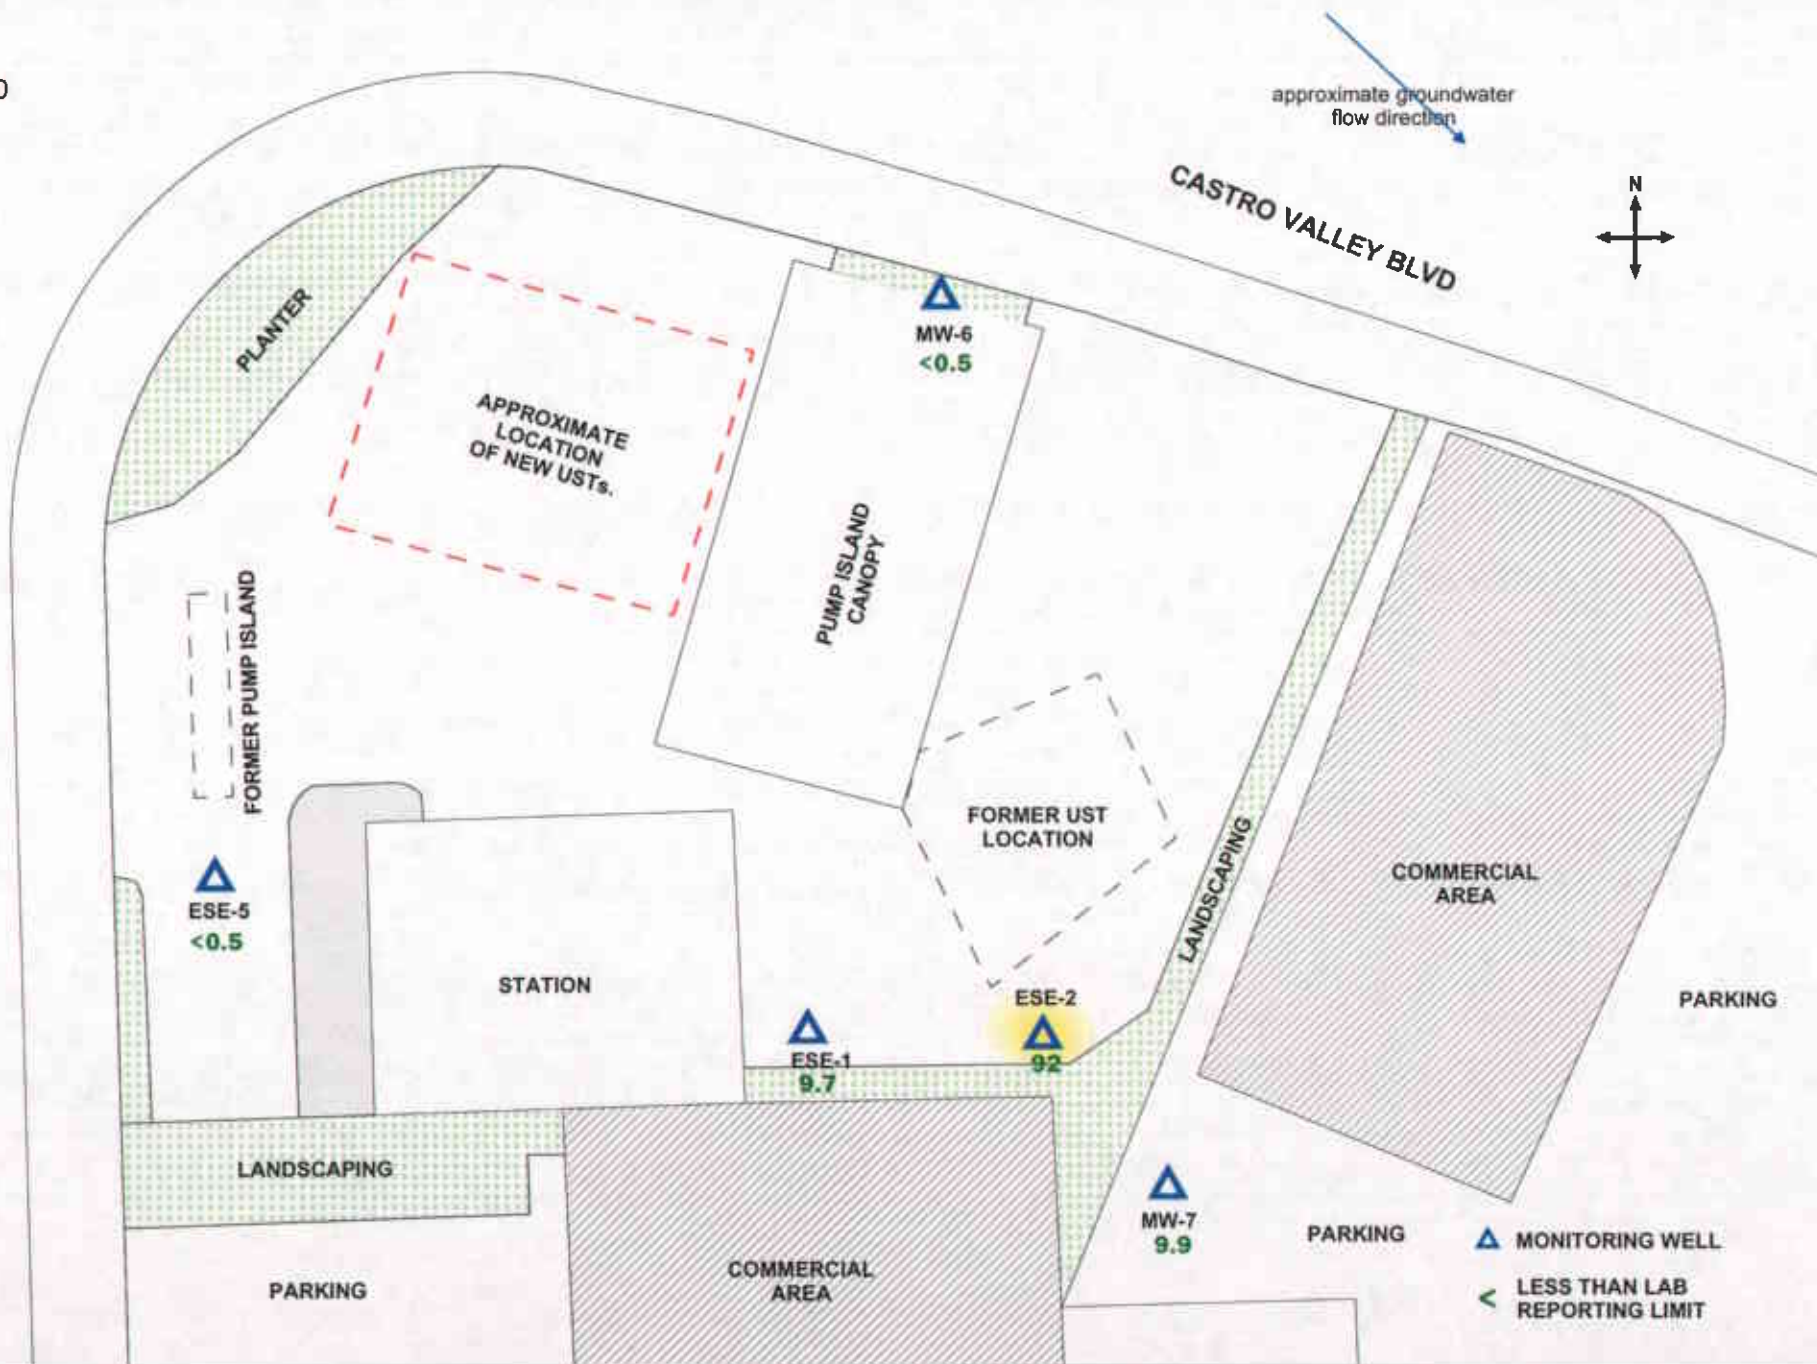 0
approximate groundwater
flow direction
CASTRO VALLEY BLVD
N
PLANTER
MW-6
<0.5
APPROXIMATE
LOCATION
OF NEW USTs.
PUMP ISLAND
CANOPY
FORMER PUMP ISLAND
FORMER UST
LOCATION
LANDSCAPING
COMMERCIAL
AREA
ESE-5
<0.5
STATION
ESE-2
92
PARKING
ESE-1
9.7
LANDSCAPING
MW-7
9.9
PARKING
MONITORING WELL
COMMERCIAL
AREA
PARKING
< LESS THAN LAB
REPORTING LIMIT